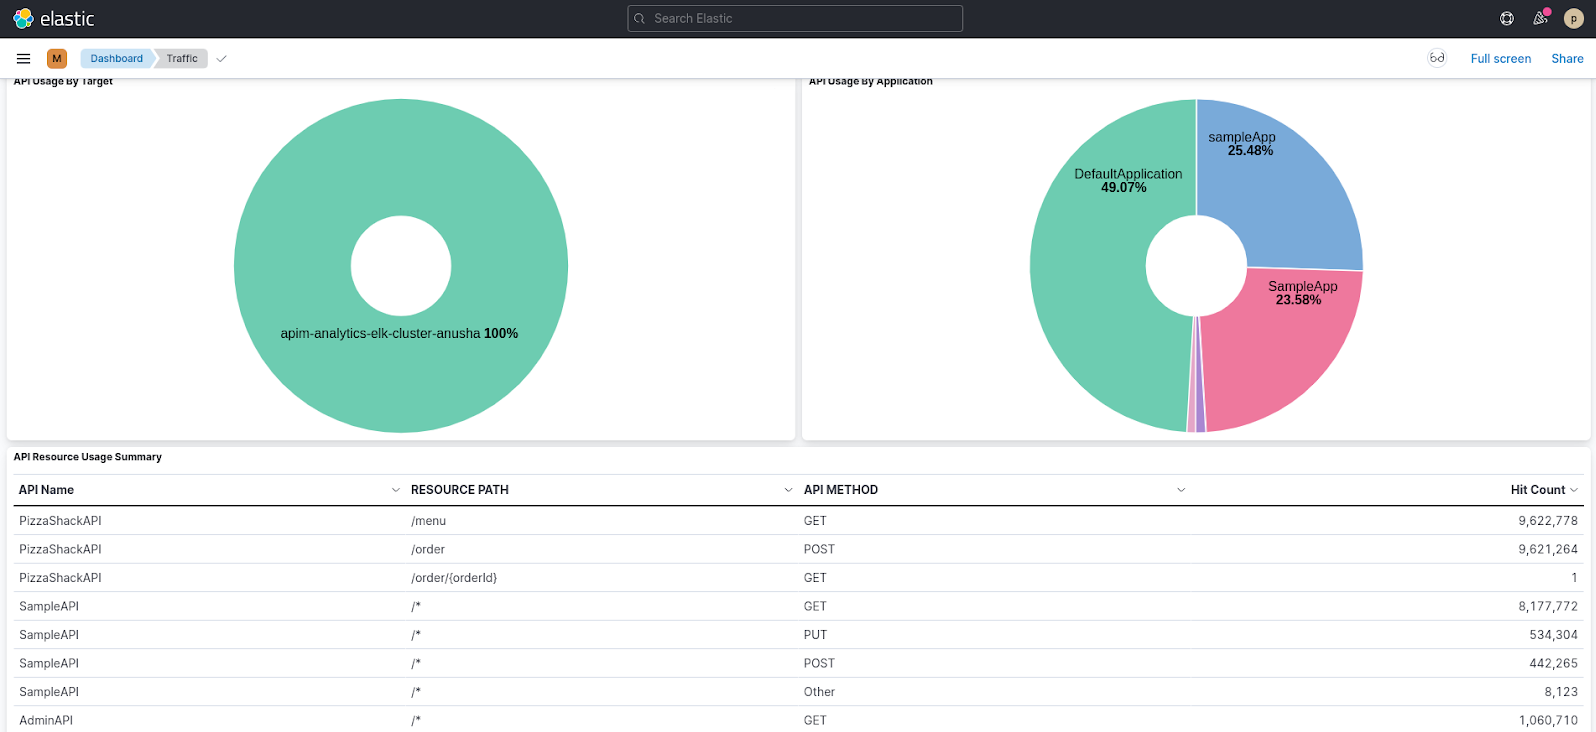 elastic
Search Elastic
p
M
Dashboard
Traffic
Full screen
Share
API Usage By Target
API Usage By Application
apim-analytics-elk-cluster-anusha 100%
sampleApp
25.48%
DefaultApplication
49.07%
SampleApp
23.58%
API Resource Usage Summary
API Name RESOURCE PATH API METHOD Hit Count
PizzaShackAPI /menu GET 9,622,778
PizzaShackAPI /order POST 9,621,264
PizzaShackAPI /order/{orderId} GET 1
SampleAPI /* GET 8,177,772
SampleAPI /* PUT 534,304
SampleAPI /* POST 442,265
SampleAPI /* Other 8,123
AdminAPI /* GET 1,060,710